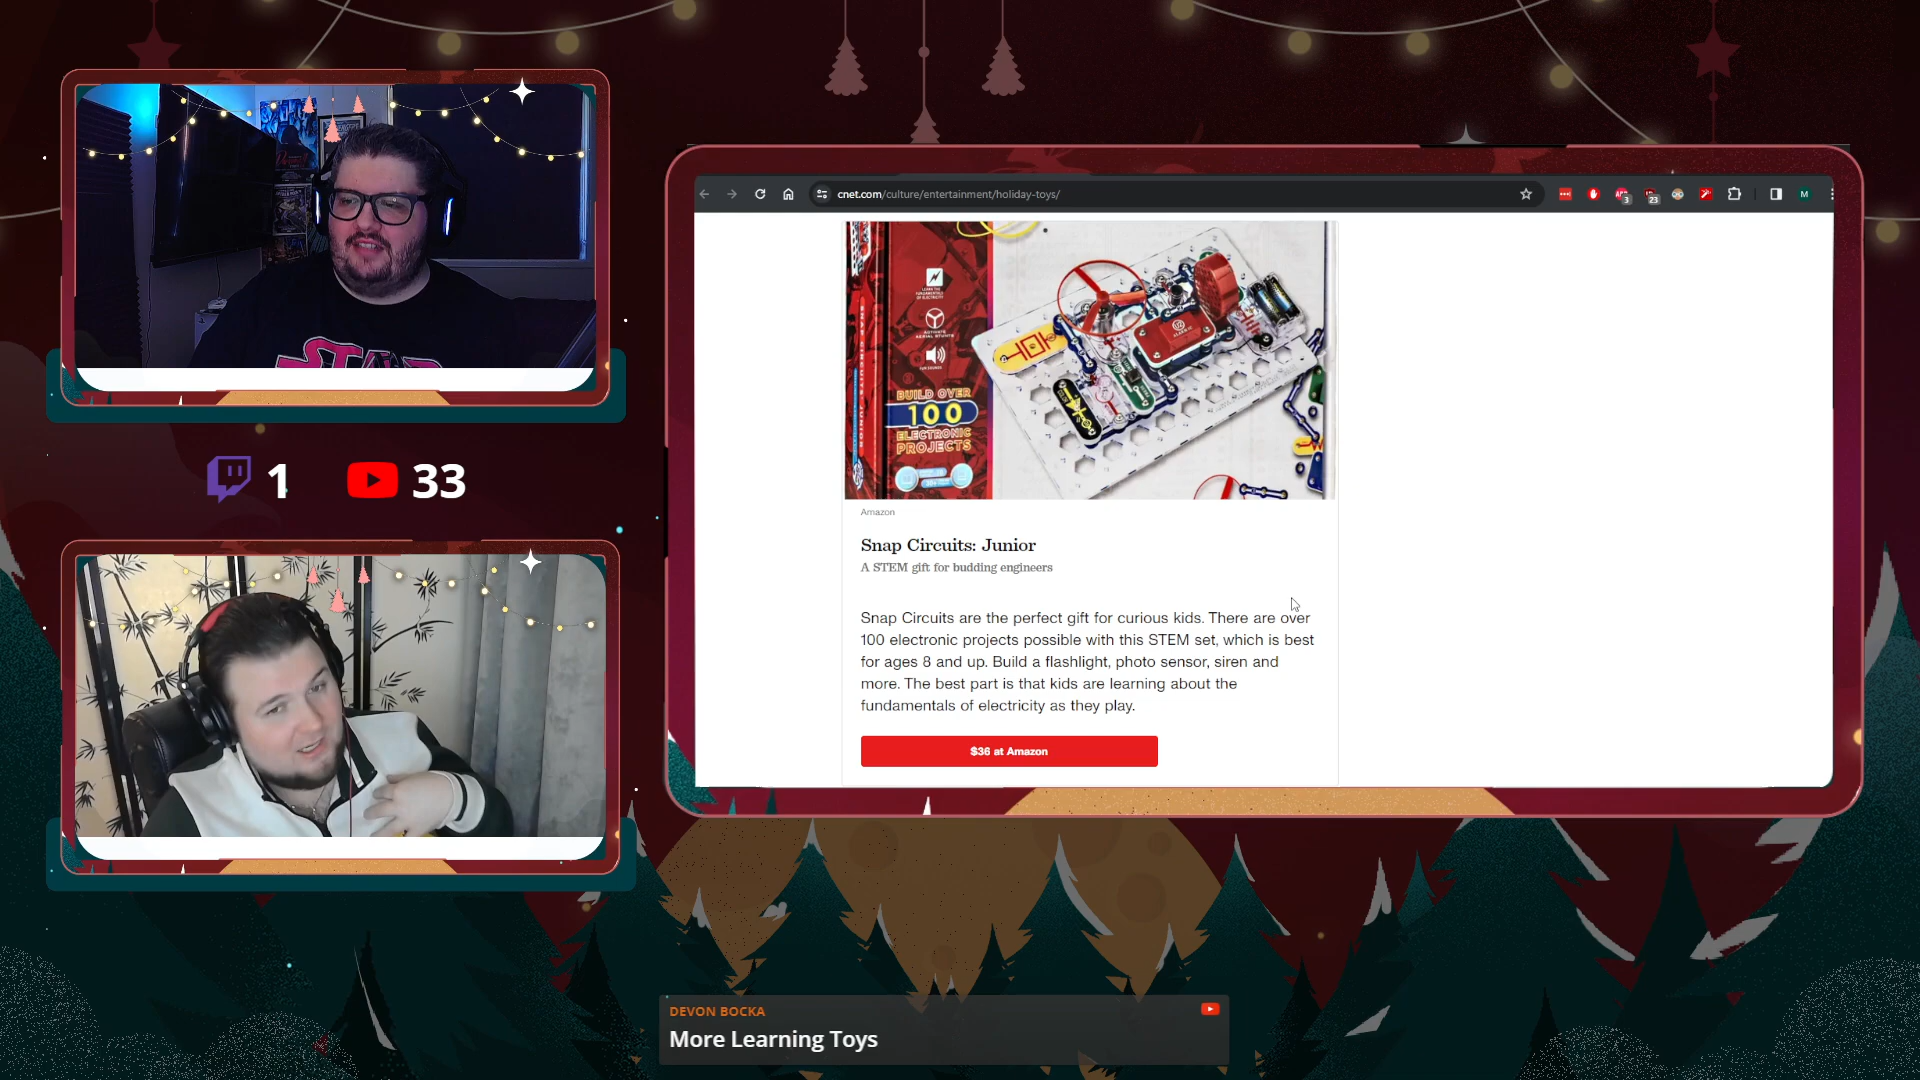 cnet.com/culture/entertainment/holiday-toys/
3
23
M
BUILD OVER
100
ELECTRONIC
PROJECTS
Amazon
Snap Circuits: Junior
A STEM gift for budding engineers
Snap Circuits are the perfect gift for curious kids. There are over
100 electronic projects possible with this STEM set, which is best
for ages 8 and up. Build a flashlight, photo sensor, siren and
more. The best part is that kids are learning about the
fundamentals of electricity as they play.
$36 at Amazon
1
33
DEVON BOCKA
More Learning Toys